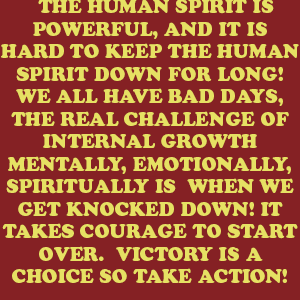 THE HUMAN SPIRIT IS
POWERFUL, AND IT IS
HARD TO KEEP THE HUMAN
SPIRIT DOWN FOR LONG!
WE ALL HAVE BAD DAYS,
THE REAL CHALLENGE OF
INTERNAL GROWTH
MENTALLY, EMOTIONALLY,
SPIRITUALLY IS  WHEN WE
GET KNOCKED DOWN! IT
TAKES COURAGE TO START
OVER.  VICTORY IS A
CHOICE SO TAKE ACTION!